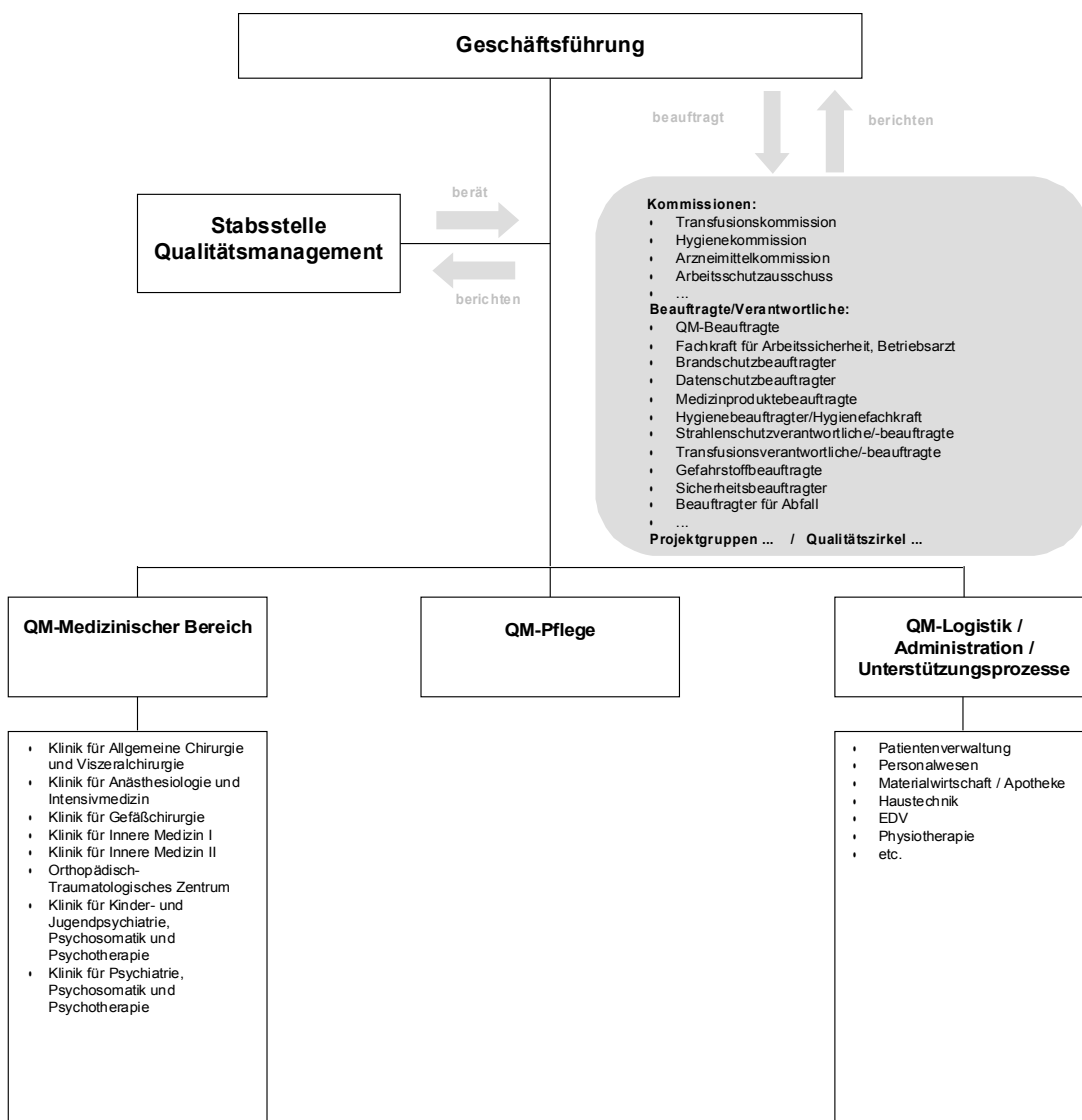 Geschäftsführung
beauftragt
berichten
berät
Stabsstelle
Qualitätsmanagement
berichten
Kommissionen:
• Transfusionskommission
• Hygienekommission
• Arzneimittelkommission
• Arbeitsschutzausschuss
• ...
Beauftragte/Verantwortliche:
• QM-Beauftragte
• Fachkraft für Arbeitssicherheit, Betriebsarzt
• Brandschutzbeauftragter
• Datenschutzbeauftragter
• Medizinproduktebeauftragte
• Hygienebeauftragter/Hygienefachkraft
• Strahlenschutzverantwortliche/-beauftragte
• Transfusionsverantwortliche/-beauftragte
• Gefahrstoffbeauftragte
• Sicherheitsbeauftragter
• Beauftragter für Abfall
• ...
Projektgruppen ... / Qualitätszirkel ...
QM-Medizinischer Bereich
QM-Pflege
QM-Logistik /
Administration /
Unterstützungsprozesse
• Klinik für Allgemeine Chirurgie
und Viszeralchirurgie
• Klinik für Anästhesiologie und
Intensivmedizin
• Klinik für Gefäßchirurgie
• Klinik für Innere Medizin I
• Klinik für Innere Medizin II
• Orthopädisch-
Traumatologisches Zentrum
• Klinik für Kinder- und
Jugendpsychiatrie,
Psychosomatik und
Psychotherapie
• Klinik für Psychiatrie,
Psychosomatik und
Psychotherapie
• Patientenverwaltung
• Personalwesen
• Materialwirtschaft / Apotheke
• Haustechnik
• EDV
• Physiotherapie
• etc.